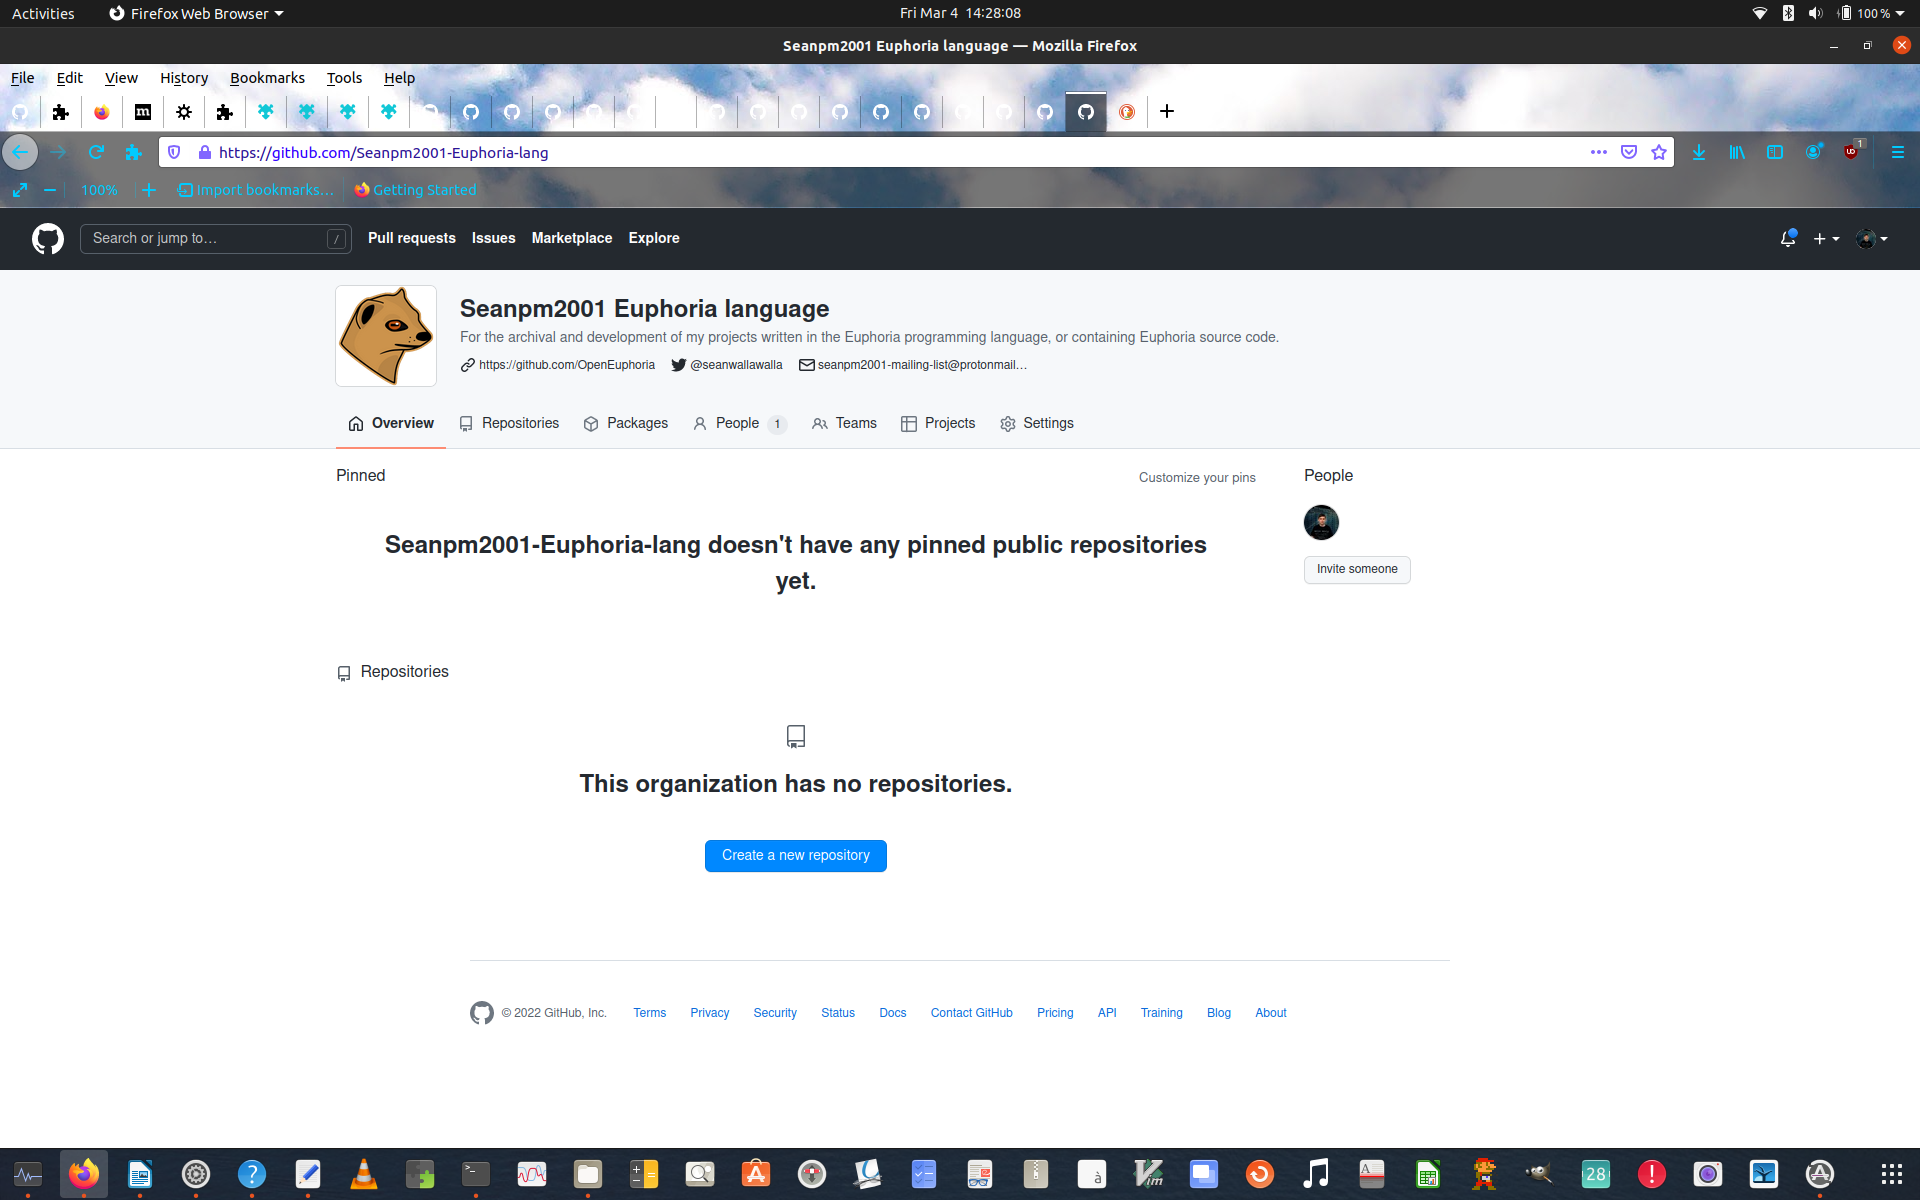 Activities Firefox Web Browser Fri Mar 4 14:28:08 100 %
Seanpm2001 Euphoria language — Mozilla Firefox
File Edit View History Bookmarks Tools Help
https://github.com/Seanpm2001-Euphoria-lang 1
100% Import bookmarks… Getting Started
Search or jump to… / Pull requests Issues Marketplace Explore
Seanpm2001 Euphoria language
For the archival and development of my projects written in the Euphoria programming language, or containing Euphoria source code.
https://github.com/OpenEuphoria @seanwallawalla seanpm2001-mailing-list@protonmail…
Overview Repositories Packages People 1 Teams Projects Settings
Pinned Customize your pins People
Seanpm2001-Euphoria-lang doesn't have any pinned public repositories
yet.
Invite someone
Repositories
This organization has no repositories.
Create a new repository
© 2022 GitHub, Inc. Terms Privacy Security Status Docs Contact GitHub Pricing API Training Blog About
28